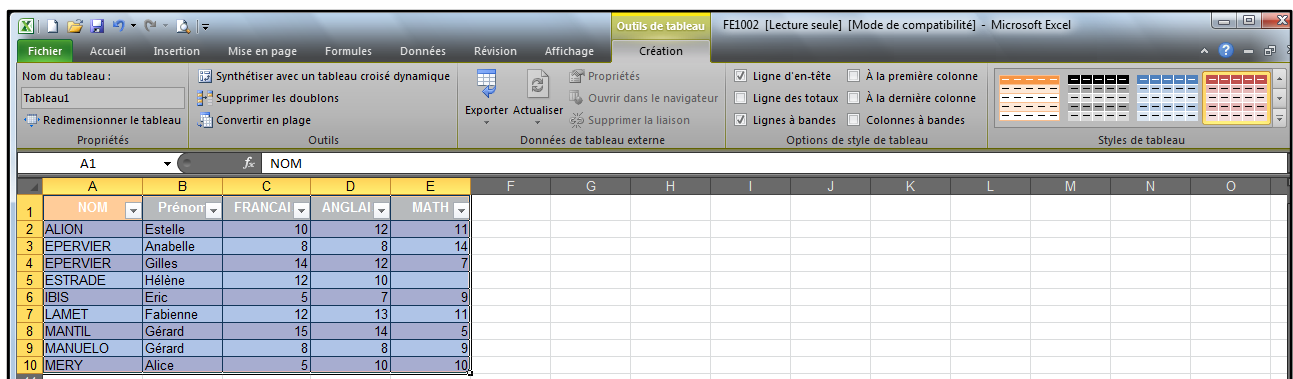 Outils de tableau FE1002 [Lecture seule] [Mode de compatibilité] - Microsoft Excel
Fichier Accueil Insertion Mise en page Formules Données Révision Affichage Création
Nom du tableau :
Tableau1
Redimensionner le tableau
Propriétés
Synthétiser avec un tableau croisé dynamique
Supprimer les doublons
Convertir en plage
Outils
Exporter Actualiser
Propriétés
Ouvrir dans le navigateur
Supprimer la liaison
Données de tableau externe
Ligne d'en-tête À la première colonne
Ligne des totaux À la dernière colonne
Lignes à bandes Colonnes à bandes
Options de style de tableau
Styles de tableau
A1 fx NOM
A B C D E F G H I J K L M N O
1 NOM Prénom FRANCAI ANGLAI MATH
2 ALION Estelle 10 12 11
3 EPERVIER Anabelle 8 8 14
4 EPERVIER Gilles 14 12 7
5 ESTRADE Hélène 12 10
6 IBIS Eric 5 7 9
7 LAMET Fabienne 12 13 11
8 MANTIL Gérard 15 14 5
9 MANUELO Gérard 8 8 9
10 MERY Alice 5 10 10